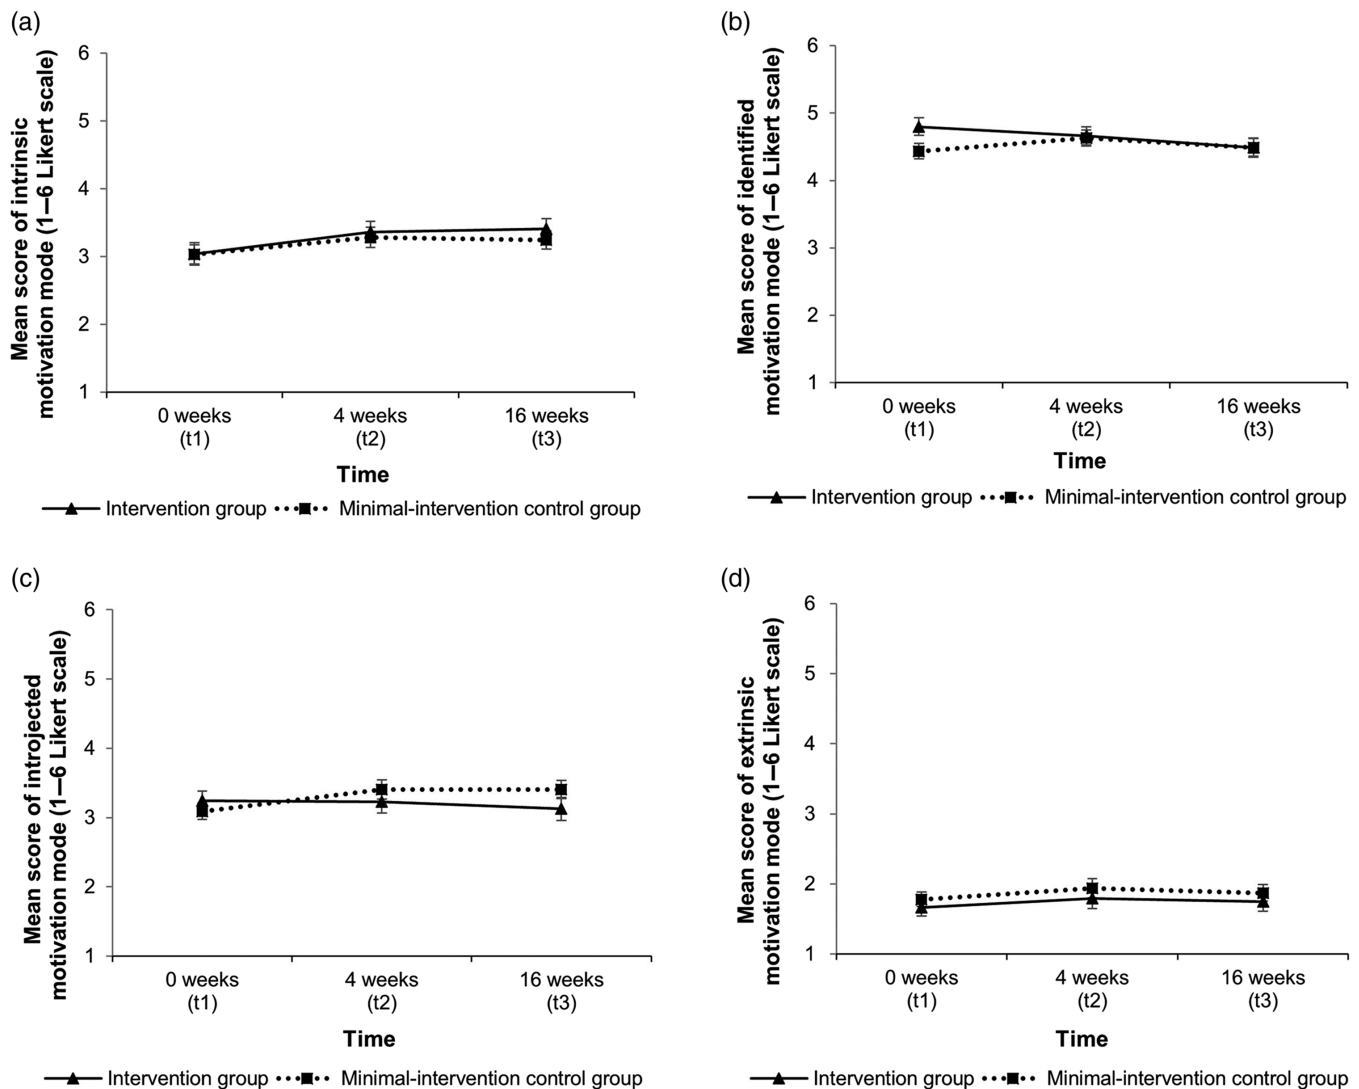 (a)
Mean score of intrinsic
motivation mode (1—6 Likert scale)
6
5
4
3
2
1
0 weeks
(t1)
4 weeks
(t2)
16 weeks
(t3)
Time
Intervention group
Minimal-intervention control group
(b)
Mean score of identified
motivation mode (1—6 Likert scale)
6
5
4
3
2
1
0 weeks
(t1)
4 weeks
(t2)
16 weeks
(t3)
Time
Intervention group
Minimal-intervention control group
(c)
Mean score of introjected
motivation mode (1—6 Likert scale)
6
5
4
3
2
1
0 weeks
(t1)
4 weeks
(t2)
16 weeks
(t3)
Time
Intervention group
Minimal-intervention control group
(d)
Mean score of extrinsic
motivation mode (1—6 Likert scale)
6
5
4
3
2
1
0 weeks
(t1)
4 weeks
(t2)
16 weeks
(t3)
Time
Intervention group
Minimal-intervention control group